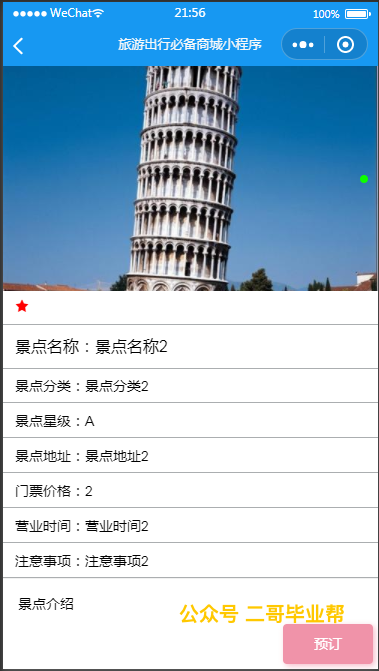 WeChat 21:56 100%
旅游出行必备商城小程序
景点名称：景点名称2
景点分类：景点分类2
景点星级：A
景点地址：景点地址2
门票价格：2
营业时间：营业时间2
注意事项：注意事项2
景点介绍
公众号 二哥毕业帮
预订